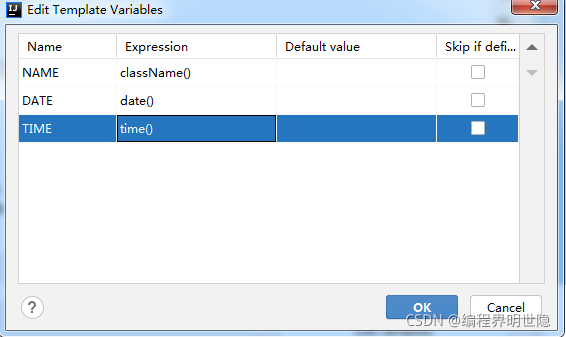 IJ Edit Template Variables
Name Expression Default value Skip if defi...
NAME className()
DATE date()
TIME time()
? OK Cancel
CSDN @编程界明世隐